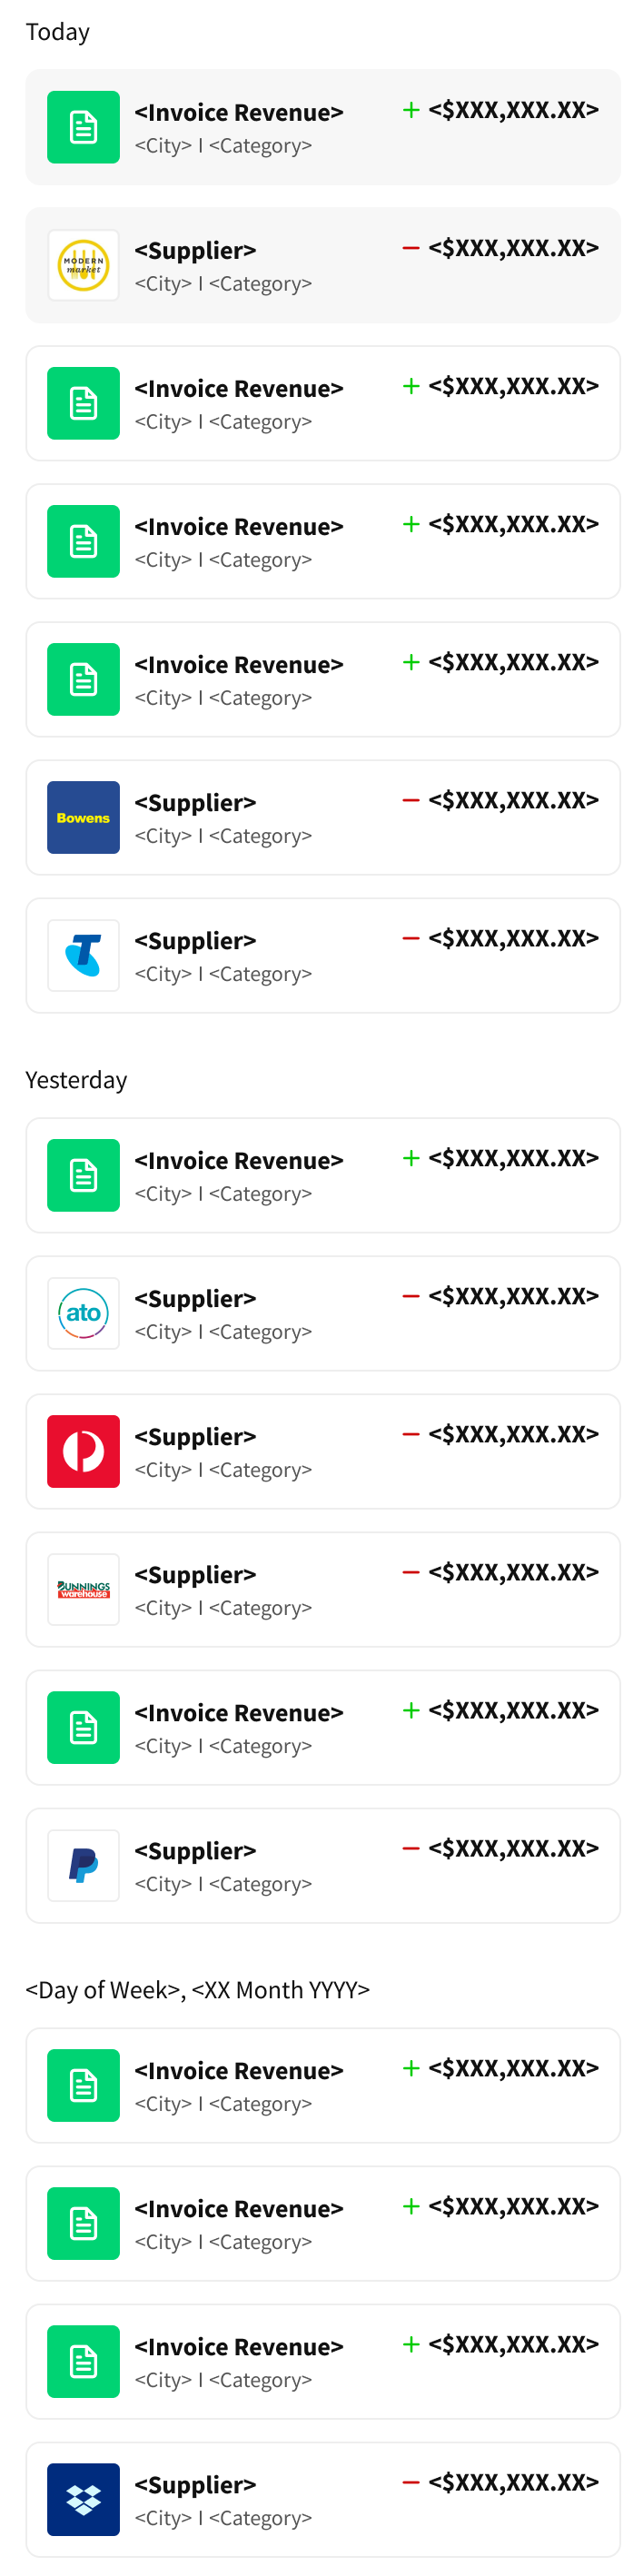 Today
<Invoice Revenue>
+ <$XXX,XXX.XX>
<City> I <Category>
MODERN
market
<Supplier>
– <$XXX,XXX.XX>
<City> I <Category>
<Invoice Revenue>
+ <$XXX,XXX.XX>
<City> I <Category>
<Invoice Revenue>
+ <$XXX,XXX.XX>
<City> I <Category>
<Invoice Revenue>
+ <$XXX,XXX.XX>
<City> I <Category>
Bowens
<Supplier>
– <$XXX,XXX.XX>
<City> I <Category>
T
<Supplier>
– <$XXX,XXX.XX>
<City> I <Category>
Yesterday
<Invoice Revenue>
+ <$XXX,XXX.XX>
<City> I <Category>
ato
<Supplier>
– <$XXX,XXX.XX>
<City> I <Category>
<Supplier>
– <$XXX,XXX.XX>
<City> I <Category>
BUNNINGS
warehouse
<Supplier>
– <$XXX,XXX.XX>
<City> I <Category>
<Invoice Revenue>
+ <$XXX,XXX.XX>
<City> I <Category>
<Supplier>
– <$XXX,XXX.XX>
<City> I <Category>
<Day of Week>, <XX Month YYYY>
<Invoice Revenue>
+ <$XXX,XXX.XX>
<City> I <Category>
<Invoice Revenue>
+ <$XXX,XXX.XX>
<City> I <Category>
<Invoice Revenue>
+ <$XXX,XXX.XX>
<City> I <Category>
<Supplier>
– <$XXX,XXX.XX>
<City> I <Category>